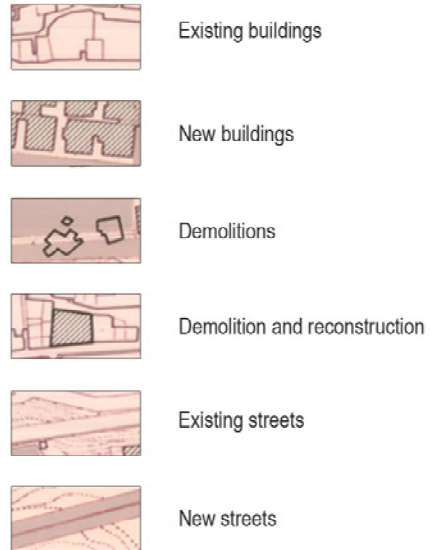 Existing buildings
New buildings
Demolitions
Demolition and reconstruction
Existing streets
New streets